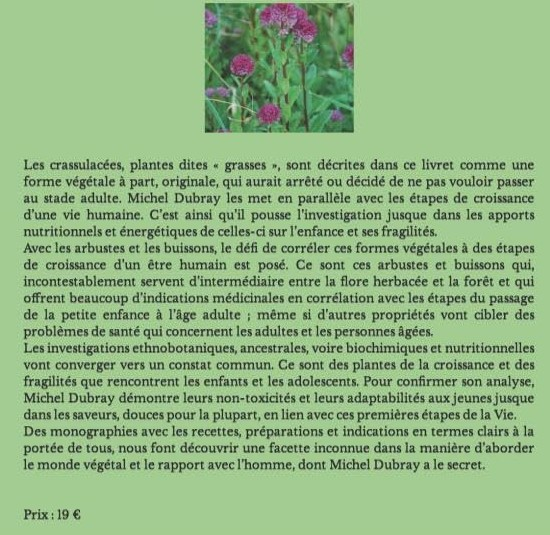 Les crassulacées, plantes dites « grasses », sont décrites dans ce livret comme une
forme végétale à part, originale, qui aurait arrêté ou décidé de ne pas vouloir passer
au stade adulte. Michel Dubray les met en parallèle avec les étapes de croissance
d'une vie humaine. C'est ainsi qu'il pousse l'investigation jusque dans les apports
nutritionnels et énergétiques de celles-ci sur l'enfance et ses fragilités.
Avec les arbustes et les buissons, le défi de corréler ces formes végétales à des étapes
de croissance d'un être humain est posé. Ce sont ces arbustes et buissons qui,
incontestablement servent d'intermédiaire entre la flore herbacée et la forêt et qui
offrent beaucoup d'indications médicinales en corrélation avec les étapes du passage
de la petite enfance à l'âge adulte ; même si d'autres propriétés vont cibler des
problèmes de santé qui concernent les adultes et les personnes âgées.
Les investigations ethnobotaniques, ancestrales, voire biochimiques et nutritionnelles
vont converger vers un constat commun. Ce sont des plantes de la croissance et des
fragilités que rencontrent les enfants et les adolescents. Pour confirmer son analyse,
Michel Dubray démontre leurs non-toxicités et leurs adaptabilités aux jeunes jusque
dans les saveurs, douces pour la plupart, en lien avec ces premières étapes de la Vie.
Des monographies avec les recettes, préparations et indications en termes clairs à la
portée de tous, nous font découvrir une facette inconnue dans la manière d'aborder
le monde végétal et le rapport avec l'homme, dont Michel Dubray a le secret.
Prix : 19 €